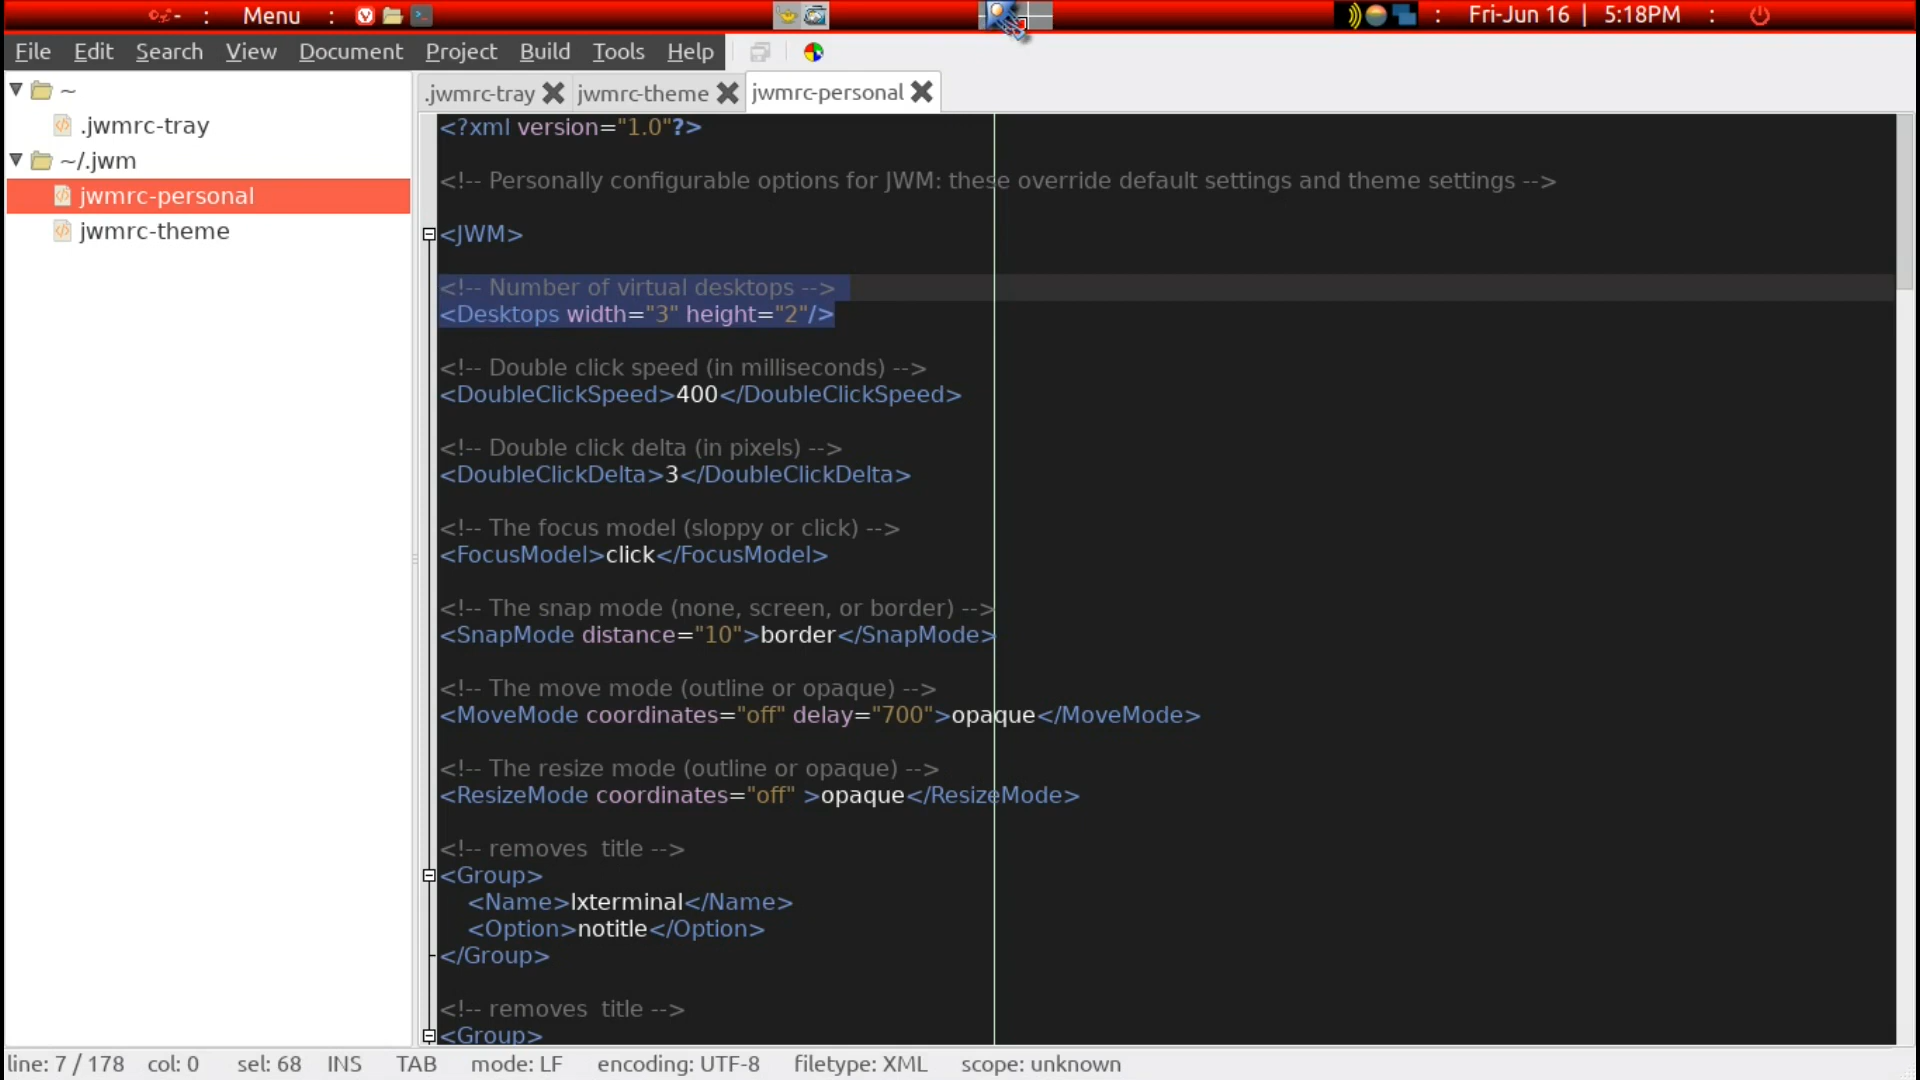 : Menu :
: Fri-Jun 16 | 5:18PM :
File Edit Search View Document Project Build Tools Help
~
.jwmrc-tray
~/.jwm
jwmrc-personal
jwmrc-theme
.jwmrc-tray jwmrc-theme jwmrc-personal
<?xml version="1.0"?>
<!-- Personally configurable options for JWM: these override default settings and theme settings -->
<JWM>
<!-- Number of virtual desktops -->
<Desktops width="3" height="2"/>
<!-- Double click speed (in milliseconds) -->
<DoubleClickSpeed>400</DoubleClickSpeed>
<!-- Double click delta (in pixels) -->
<DoubleClickDelta>3</DoubleClickDelta>
<!-- The focus model (sloppy or click) -->
<FocusModel>click</FocusModel>
<!-- The snap mode (none, screen, or border) -->
<SnapMode distance="10">border</SnapMode>
<!-- The move mode (outline or opaque) -->
<MoveMode coordinates="off" delay="700">opaque</MoveMode>
<!-- The resize mode (outline or opaque) -->
<ResizeMode coordinates="off" >opaque</ResizeMode>
<!-- removes  title -->
<Group>
<Name>lxterminal</Name>
<Option>notitle</Option>
</Group>
<!-- removes  title -->
<Group>
line: 7 / 178 col: 0 sel: 68 INS TAB mode: LF encoding: UTF-8 filetype: XML scope: unknown